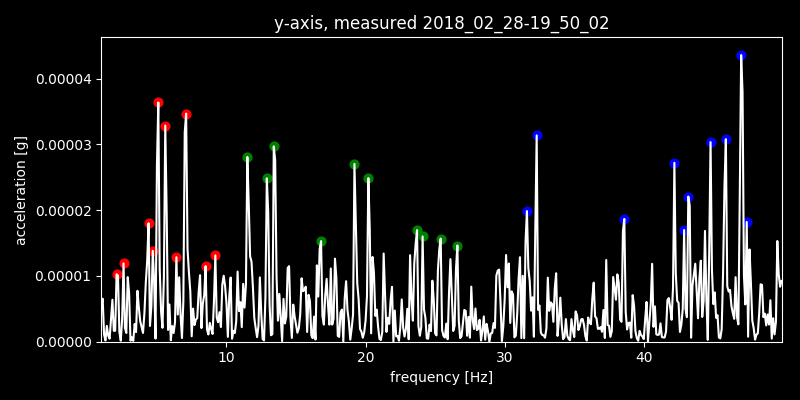 y-axis, measured 2018_02_28-19_50_02
acceleration [g]
0.00004
0.00003
0.00002
0.00001
0.00000
10 20 30 40
frequency [Hz]